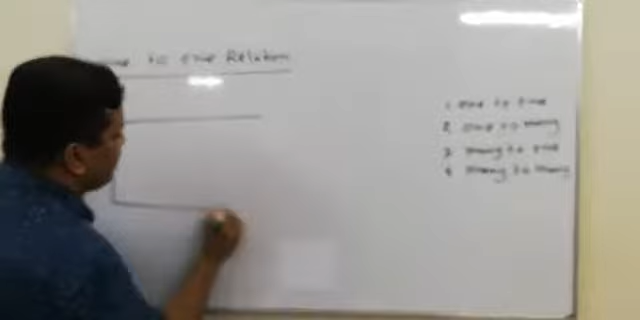 one to one Relation
1 one to one
2 one to many
3 many to one
4 many to many